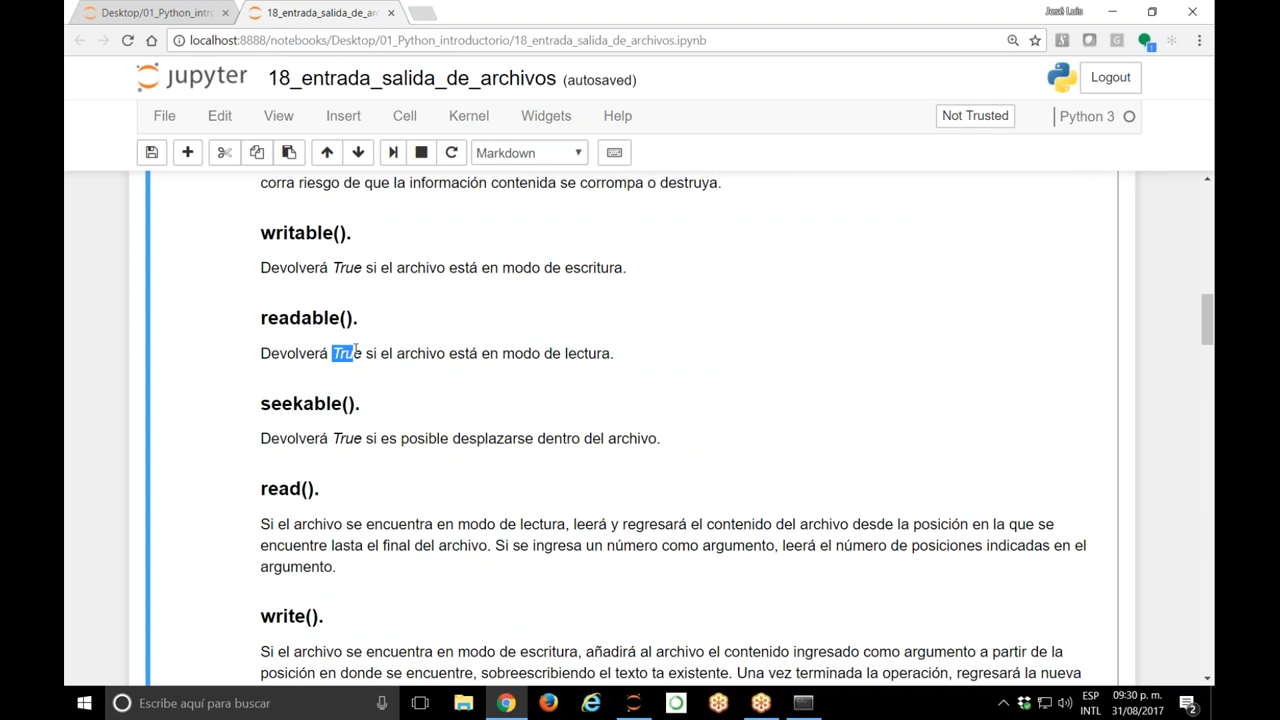 Desktop/01_Python_intro
18_entrada_salida_de_arc
José Luis
localhost:8888/notebooks/Desktop/01_Python_introductorio/18_entrada_salida_de_archivos.ipynb
jupyter 18_entrada_salida_de_archivos (autosaved) Logout
File Edit View Insert Cell Kernel Widgets Help Not Trusted Python 3
Markdown
corra riesgo de que la información contenida se corrompa o destruya.
writable().
Devolverá True si el archivo está en modo de escritura.
readable().
Devolverá True si el archivo está en modo de lectura.
seekable().
Devolverá True si es posible desplazarse dentro del archivo.
read().
Si el archivo se encuentra en modo de lectura, leerá y regresará el contenido del archivo desde la posición en la que se
encuentre lasta el final del archivo. Si se ingresa un número como argumento, leerá el número de posiciones indicadas en el
argumento.
write().
Si el archivo se encuentra en modo de escritura, añadirá al archivo el contenido ingresado como argumento a partir de la
posición en donde se encuentre, sobreescribiendo el texto ta existente. Una vez terminada la operación, regresará la nueva
Escribe aquí para buscar
ESP 09:30 p. m.
INTL 31/08/2017 2